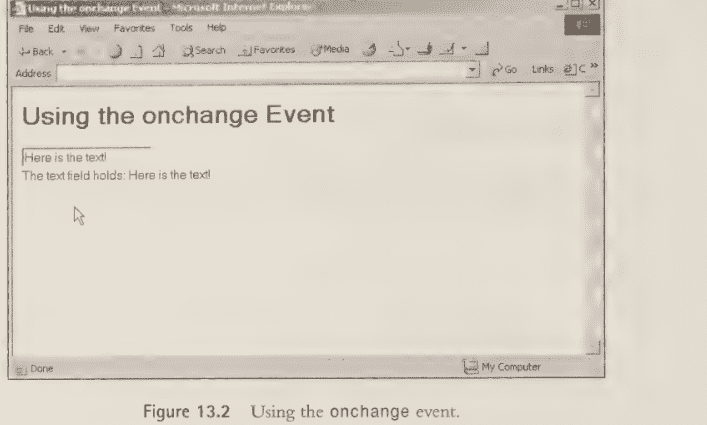 Using the onchange Event - Microsoft Internet Explorer
File Edit View Favorites Tools Help
Back Search Favorites Media
Address Go Links C »
Using the onchange Event
Here is the text!
The text field holds: Here is the text!
Done My Computer
Figure 13.2 Using the onchange event.